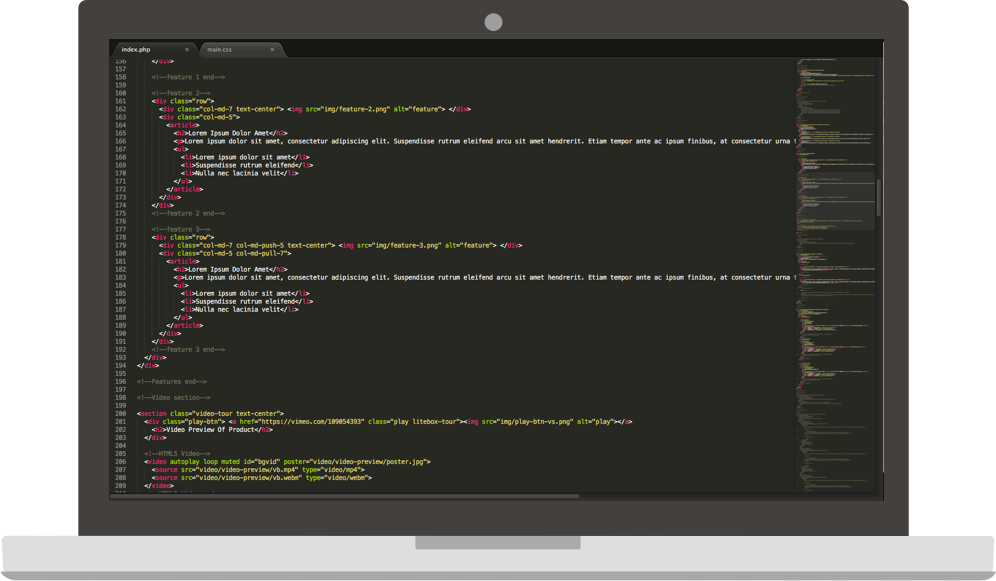 index.php × main.css ×
156 </div>
157
158 <!--feature 1 end-->
159
160 <!--feature 2-->
161 <div class="row">
162 <div class="col-md-7 text-center"> <img src="img/feature-2.png" alt="feature"> </div>
163 <div class="col-md-5">
164 <article>
165 <h2>Lorem Ipsum Dolor Amet</h2>
166 <p>Lorem ipsum dolor sit amet, consectetur adipiscing elit. Suspendisse rutrum eleifend arcu sit amet hendrerit. Etiam tempor ante ac ipsum finibus, at consectetur urna t
167 <ul>
168 <li>Lorem ipsum dolor sit amet</li>
169 <li>Suspendisse rutrum eleifend</li>
170 <li>Nulla nec lacinia velit</li>
171 </ul>
172 </article>
173 </div>
174 </div>
175 <!--feature 2 end-->
176
177 <!--feature 3-->
178 <div class="row">
179 <div class="col-md-7 col-md-push-5 text-center"> <img src="img/feature-3.png" alt="feature"> </div>
180 <div class="col-md-5 col-md-pull-7">
181 <article>
182 <h2>Lorem Ipsum Dolor Amet</h2>
183 <p>Lorem ipsum dolor sit amet, consectetur adipiscing elit. Suspendisse rutrum eleifend arcu sit amet hendrerit. Etiam tempor ante ac ipsum finibus, at consectetur urna t
184 <ul>
185 <li>Lorem ipsum dolor sit amet</li>
186 <li>Suspendisse rutrum eleifend</li>
187 <li>Nulla nec lacinia velit</li>
188 </ul>
189 </article>
190 </div>
191 </div>
192 <!--feature 3 end-->
193 </div>
194 </div>
195
196 <!--Features end-->
197
198 <!--Video section-->
199
200 <section class="video-tour text-center">
201 <div class="play-btn"> <a href="https://vimeo.com/109054393" class="play litebox-tour"><img src="img/play-btn-vs.png" alt="play"></a>
202 <h2>Video Preview Of Product</h2>
203 </div>
204
205 <!--HTML5 Video-->
206 <video autoplay loop muted id="bgvid" poster="video/video-preview/poster.jpg">
207 <source src="video/video-preview/vb.mp4" type="video/mp4">
208 <source src="video/video-preview/vb.webm" type="video/webm">
209 </video>